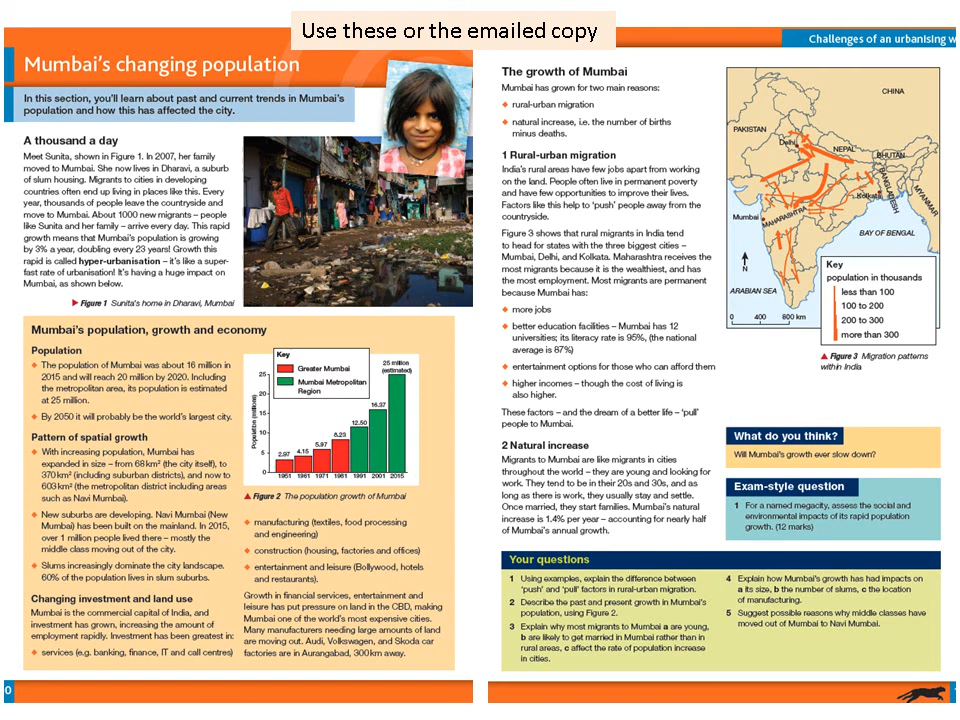 Use these or the emailed copy
Challenges of an urbanising w
Mumbai's changing population
In this section, you'll learn about past and current trends in Mumbai's
population and how this has affected the city.
A thousand a day
Meet Sunita, shown in Figure 1. In 2007, her family
moved to Mumbai. She now lives in Dharavi, a suburb
of slum housing. Migrants to cities in developing
countries often end up living in places like this. Every
year, thousands of people leave the countryside and
move to Mumbai. About 1000 new migrants – people
like Sunita and her family – arrive every day. This rapid
growth means that Mumbai's population is growing
by 3% a year, doubling every 23 years! Growth this
rapid is called hyper-urbanisation – it's like a super-
fast rate of urbanisation! It's having a huge impact on
Mumbai, as shown below.
▶ Figure 1 Sunita's home in Dharavi, Mumbai
Mumbai's population, growth and economy
Population
◆ The population of Mumbai was about 16 million in
2015 and will reach 20 million by 2020. Including
the metropolitan area, its population is estimated
at 25 million.
◆ By 2050 it will probably be the world's largest city.
Pattern of spatial growth
◆ With increasing population, Mumbai has
expanded in size – from 68 km² (the city itself), to
370 km² (including suburban districts), and now to
603 km² (the metropolitan district including areas
such as Navi Mumbai).
◆ New suburbs are developing. Navi Mumbai (New
Mumbai) has been built on the mainland. In 2015,
over 1 million people lived there – mostly the
middle class moving out of the city.
◆ Slums increasingly dominate the city landscape.
60% of the population lives in slum suburbs.
Changing investment and land use
Mumbai is the commercial capital of India, and
investment has grown, increasing the amount of
employment rapidly. Investment has been greatest in:
◆ services (e.g. banking, finance, IT and call centres)
Key
Greater Mumbai
Mumbai Metropolitan
Region
25 million
(estimated)
Population (millions)
25
20
15
10
5
0
2.97
4.15
5.97
8.23
12.50
16.37
1951 1961 1971 1981 1991 2001 2015
▲ Figure 2 The population growth of Mumbai
◆ manufacturing (textiles, food processing
and engineering)
◆ construction (housing, factories and offices)
◆ entertainment and leisure (Bollywood, hotels
and restaurants).
Growth in financial services, entertainment and
leisure has put pressure on land in the CBD, making
Mumbai one of the world's most expensive cities.
Many manufacturers needing large amounts of land
are moving out. Audi, Volkswagen, and Skoda car
factories are in Aurangabad, 300 km away.
0
The growth of Mumbai
Mumbai has grown for two main reasons:
◆ rural-urban migration
◆ natural increase, i.e. the number of births
minus deaths.
1 Rural-urban migration
India's rural areas have few jobs apart from working
on the land. People often live in permanent poverty
and have few opportunities to improve their lives.
Factors like this help to 'push' people away from the
countryside.
Figure 3 shows that rural migrants in India tend
to head for states with the three biggest cities –
Mumbai, Delhi, and Kolkata. Maharashtra receives the
most migrants because it is the wealthiest, and has
the most employment. Most migrants are permanent
because Mumbai has:
◆ more jobs
◆ better education facilities – Mumbai has 12
universities; its literacy rate is 95%, (the national
average is 87%)
◆ entertainment options for those who can afford them
◆ higher incomes – though the cost of living is
also higher.
These factors – and the dream of a better life – 'pull'
people to Mumbai.
2 Natural increase
Migrants to Mumbai are like migrants in cities
throughout the world – they are young and looking for
work. They tend to be in their 20s and 30s, and as
long as there is work, they usually stay and settle.
Once married, they start families. Mumbai's natural
increase is 1.4% per year – accounting for nearly half
of Mumbai's annual growth.
CHINA
PAKISTAN
Delhi
NEPAL
BHUTAN
BANGLADESH
MYANMAR
Kolkata
Mumbai
MAHARASHTRA
BAY OF BENGAL
N
ARABIAN SEA
0 400 800 km
Key
population in thousands
less than 100
100 to 200
200 to 300
more than 300
▲ Figure 3 Migration patterns
within India
What do you think?
Will Mumbai's growth ever slow down?
Exam-style question
1 For a named megacity, assess the social and
environmental impacts of its rapid population
growth. (12 marks)
Your questions
1 Using examples, explain the difference between
'push' and 'pull' factors in rural-urban migration.
2 Describe the past and present growth in Mumbai's
population, using Figure 2.
3 Explain why most migrants to Mumbai a are young,
b are likely to get married in Mumbai rather than in
rural areas, c affect the rate of population increase
in cities.
4 Explain how Mumbai's growth has had impacts on
a its size, b the number of slums, c the location
of manufacturing.
5 Suggest possible reasons why middle classes have
moved out of Mumbai to Navi Mumbai.